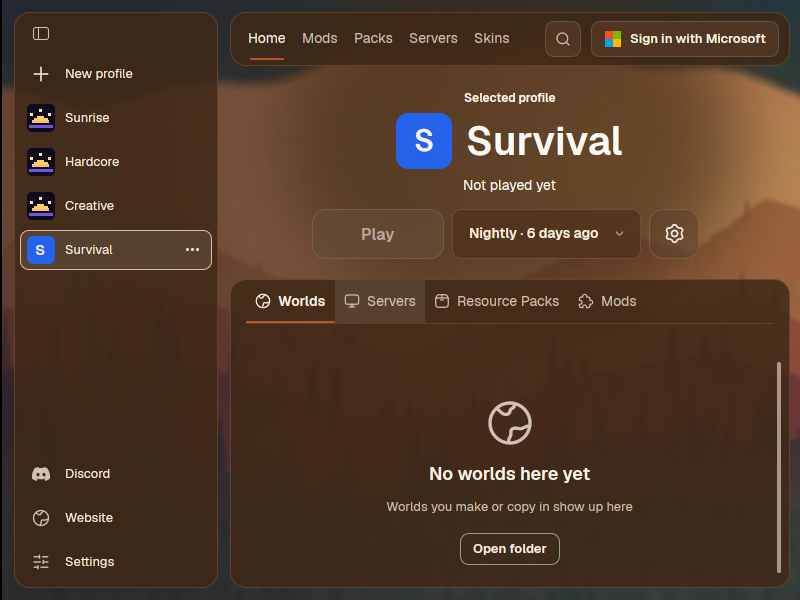 New profile
Sunrise
Hardcore
Creative
S Survival ···
Discord
Website
Settings
Home Mods Packs Servers Skins
Sign in with Microsoft
Selected profile
S Survival
Not played yet
Play
Nightly · 6 days ago
Worlds Servers Resource Packs Mods
No worlds here yet
Worlds you make or copy in show up here
Open folder